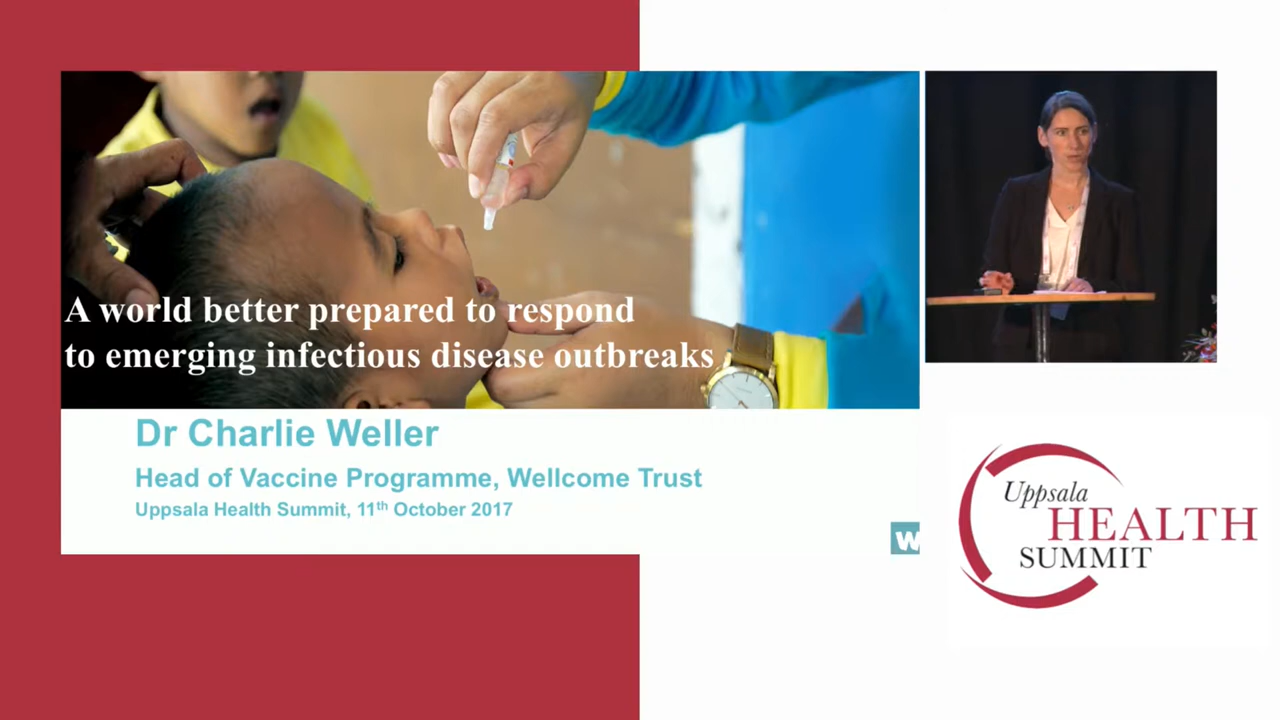 A world better prepared to respond
to emerging infectious disease outbreaks
Dr Charlie Weller
Head of Vaccine Programme, Wellcome Trust
Uppsala Health Summit, 11th October 2017
W
Uppsala
HEALTH
SUMMIT